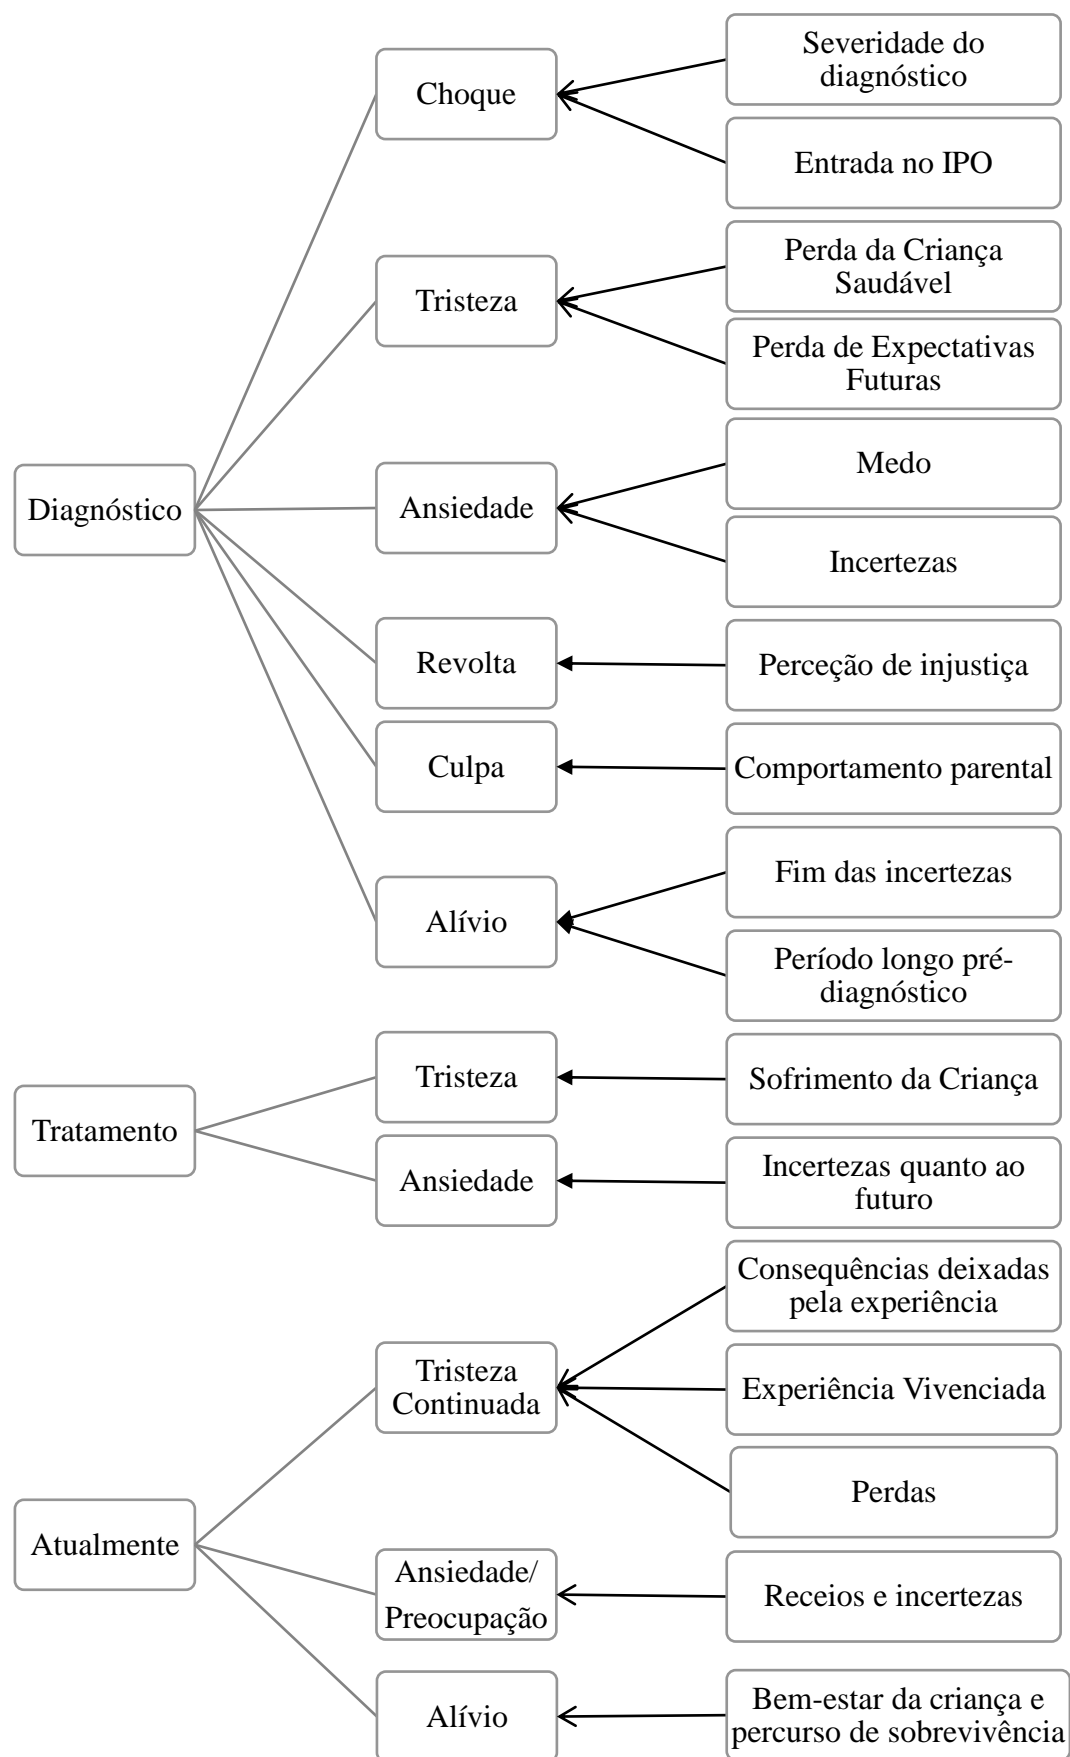 Diagnóstico
Choque
Severidade do
diagnóstico
Entrada no IPO
Tristeza
Perda da Criança
Saudável
Perda de Expectativas
Futuras
Ansiedade
Medo
Incertezas
Revolta
Perceção de injustiça
Culpa
Comportamento parental
Alívio
Fim das incertezas
Período longo pré-
diagnóstico
Tratamento
Tristeza
Sofrimento da Criança
Ansiedade
Incertezas quanto ao
futuro
Atualmente
Tristeza
Continuada
Consequências deixadas
pela experiência
Experiência Vivenciada
Perdas
Ansiedade/
Preocupação
Receios e incertezas
Alívio
Bem-estar da criança e
percurso de sobrevivência